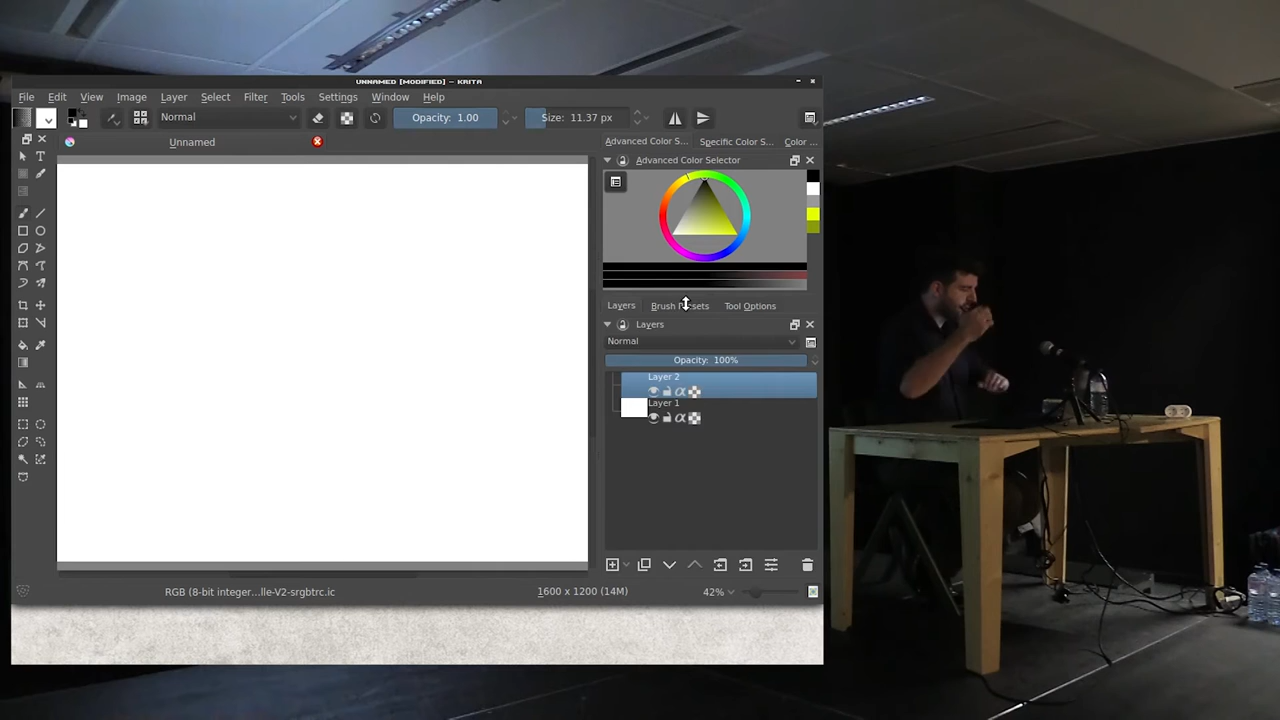 UNNAMED [MODIFIED] -- KRITA
File Edit View Image Layer Select Filter Tools Settings Window Help
Normal Opacity: 1.00 Size: 11.37 px
Unnamed
Advanced Color S... Specific Color S... Color ...
Advanced Color Selector
Layers Brush Presets Tool Options
Layers
Normal
Opacity: 100%
Layer 2
Layer 1
RGB (8-bit integer...lle-V2-srgbtrc.ic 1600 x 1200 (14M) 42%